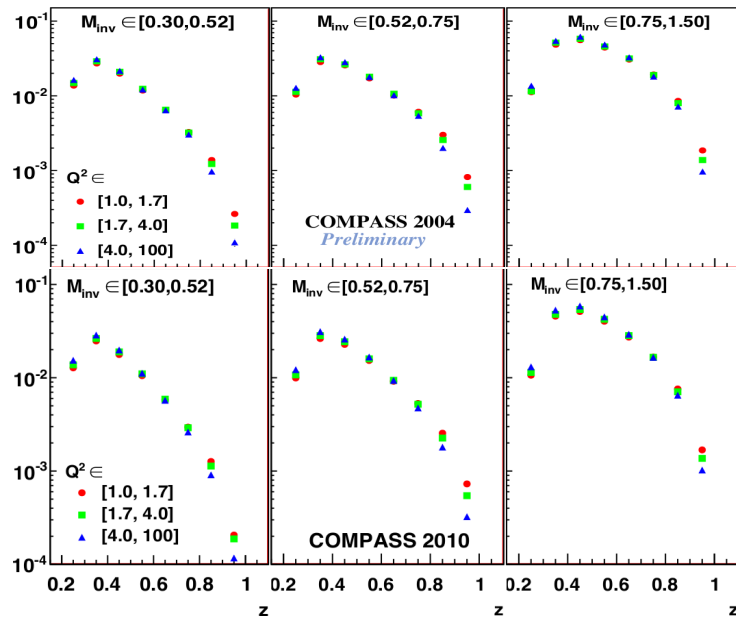 M_inv ∈[0.30,0.52]
M_inv ∈[0.52,0.75]
M_inv ∈[0.75,1.50]
10⁻¹
10⁻²
10⁻³
10⁻⁴
Q² ∈
[1.0, 1.7]
[1.7, 4.0]
[4.0, 100]
COMPASS 2004
Preliminary
M_inv ∈[0.30,0.52]
M_inv ∈[0.52,0.75]
M_inv ∈[0.75,1.50]
10⁻¹
10⁻²
10⁻³
10⁻⁴
Q² ∈
[1.0, 1.7]
[1.7, 4.0]
[4.0, 100]
COMPASS 2010
0.2 0.4 0.6 0.8 1
0.2 0.4 0.6 0.8 1
0.2 0.4 0.6 0.8 1
z
z
z